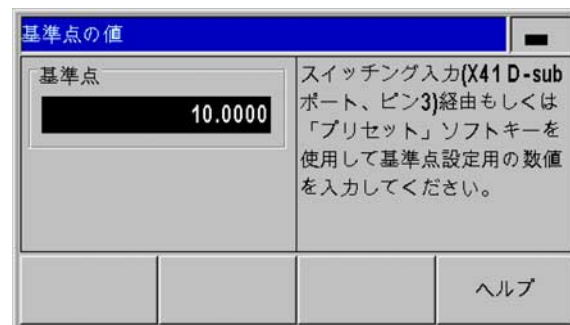 基準点の値
基準点
10.0000
スイッチング入力(X41 D-sub
ポート、ピン3)経由もしくは
「プリセット」ソフトキーを
使用して基準点設定用の数値
を入力してください。
ヘルプ